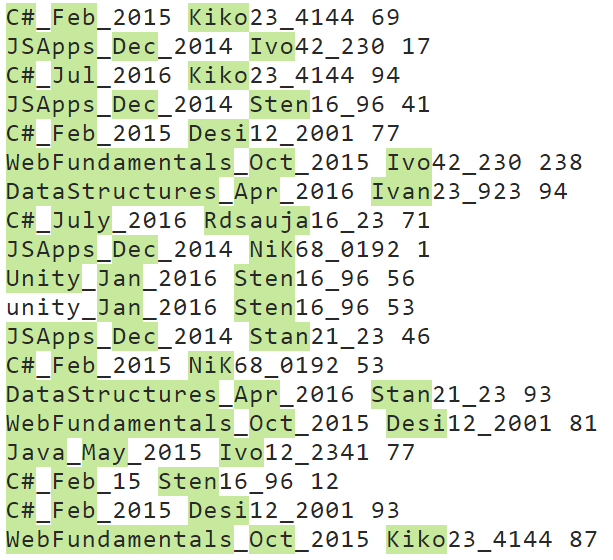 C#_Feb_2015 Kiko23_4144 69
JSApps_Dec_2014 Ivo42_230 17
C#_Jul_2016 Kiko23_4144 94
JSApps_Dec_2014 Sten16_96 41
C#_Feb_2015 Desi12_2001 77
WebFundamentals_Oct_2015 Ivo42_230 238
DataStructures_Apr_2016 Ivan23_923 94
C#_July_2016 Rdsauja16_23 71
JSApps_Dec_2014 NiK68_0192 1
Unity_Jan_2016 Sten16_96 56
unity_Jan_2016 Sten16_96 53
JSApps_Dec_2014 Stan21_23 46
C#_Feb_2015 NiK68_0192 53
DataStructures_Apr_2016 Stan21_23 93
WebFundamentals_Oct_2015 Desi12_2001 81
Java_May_2015 Ivo12_2341 77
C#_Feb_15 Sten16_96 12
C#_Feb_2015 Desi12_2001 93
WebFundamentals_Oct_2015 Kiko23_4144 87